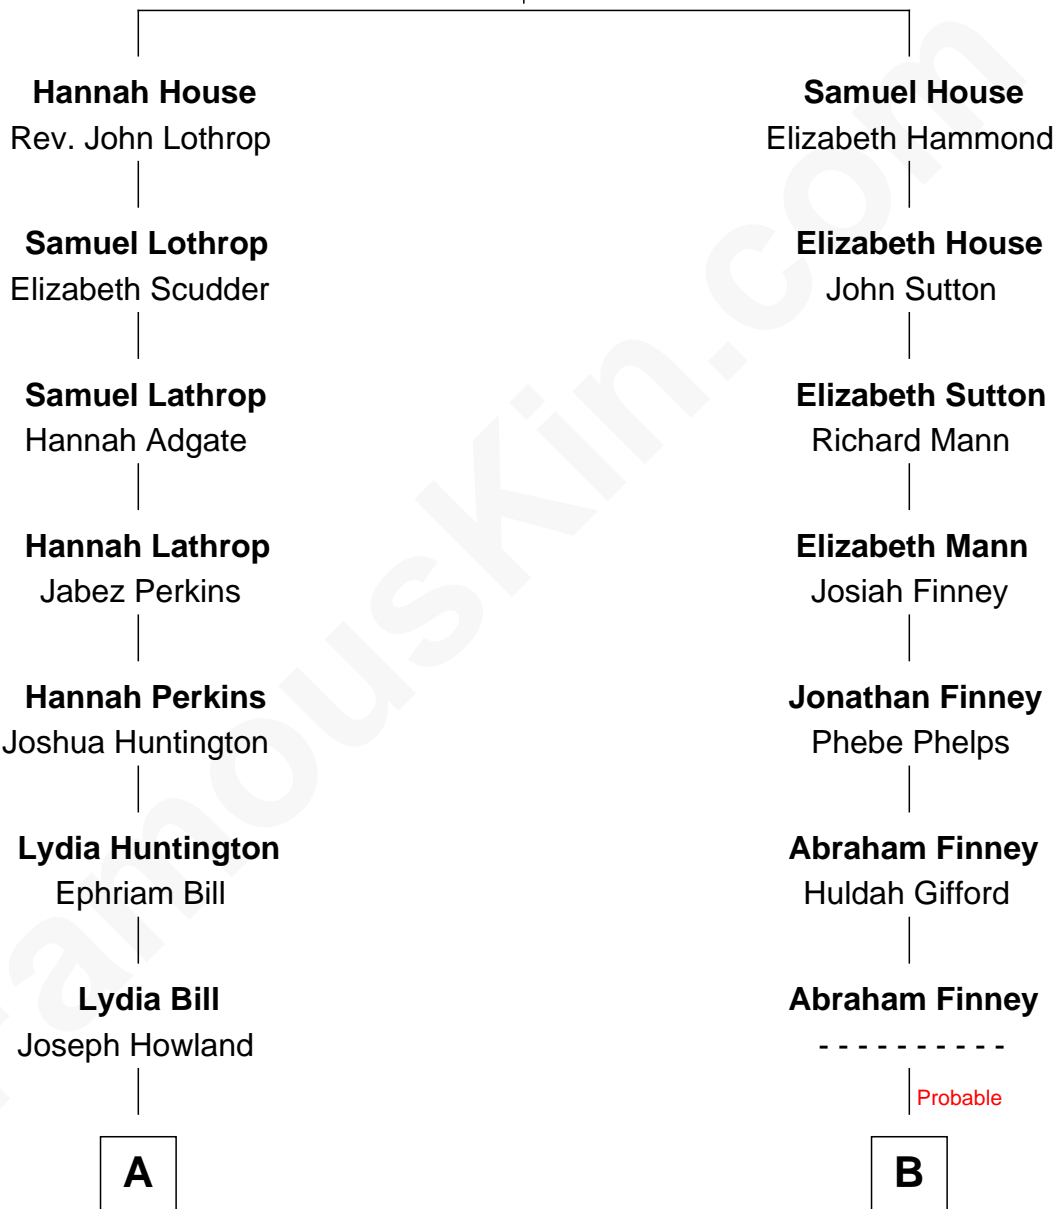 Hannah House
Rev. John Lothrop
Samuel Lothrop
Elizabeth Scudder
Samuel Lathrop
Hannah Adgate
Hannah Lathrop
Jabez Perkins
Hannah Perkins
Joshua Huntington
Lydia Huntington
Ephriam Bill
Lydia Bill
Joseph Howland
A
Samuel House
Elizabeth Hammond
Elizabeth House
John Sutton
Elizabeth Sutton
Richard Mann
Elizabeth Mann
Josiah Finney
Jonathan Finney
Phebe Phelps
Abraham Finney
Huldah Gifford
Abraham Finney
- - - - - - - - - -
Probable
B
FamousKin.com